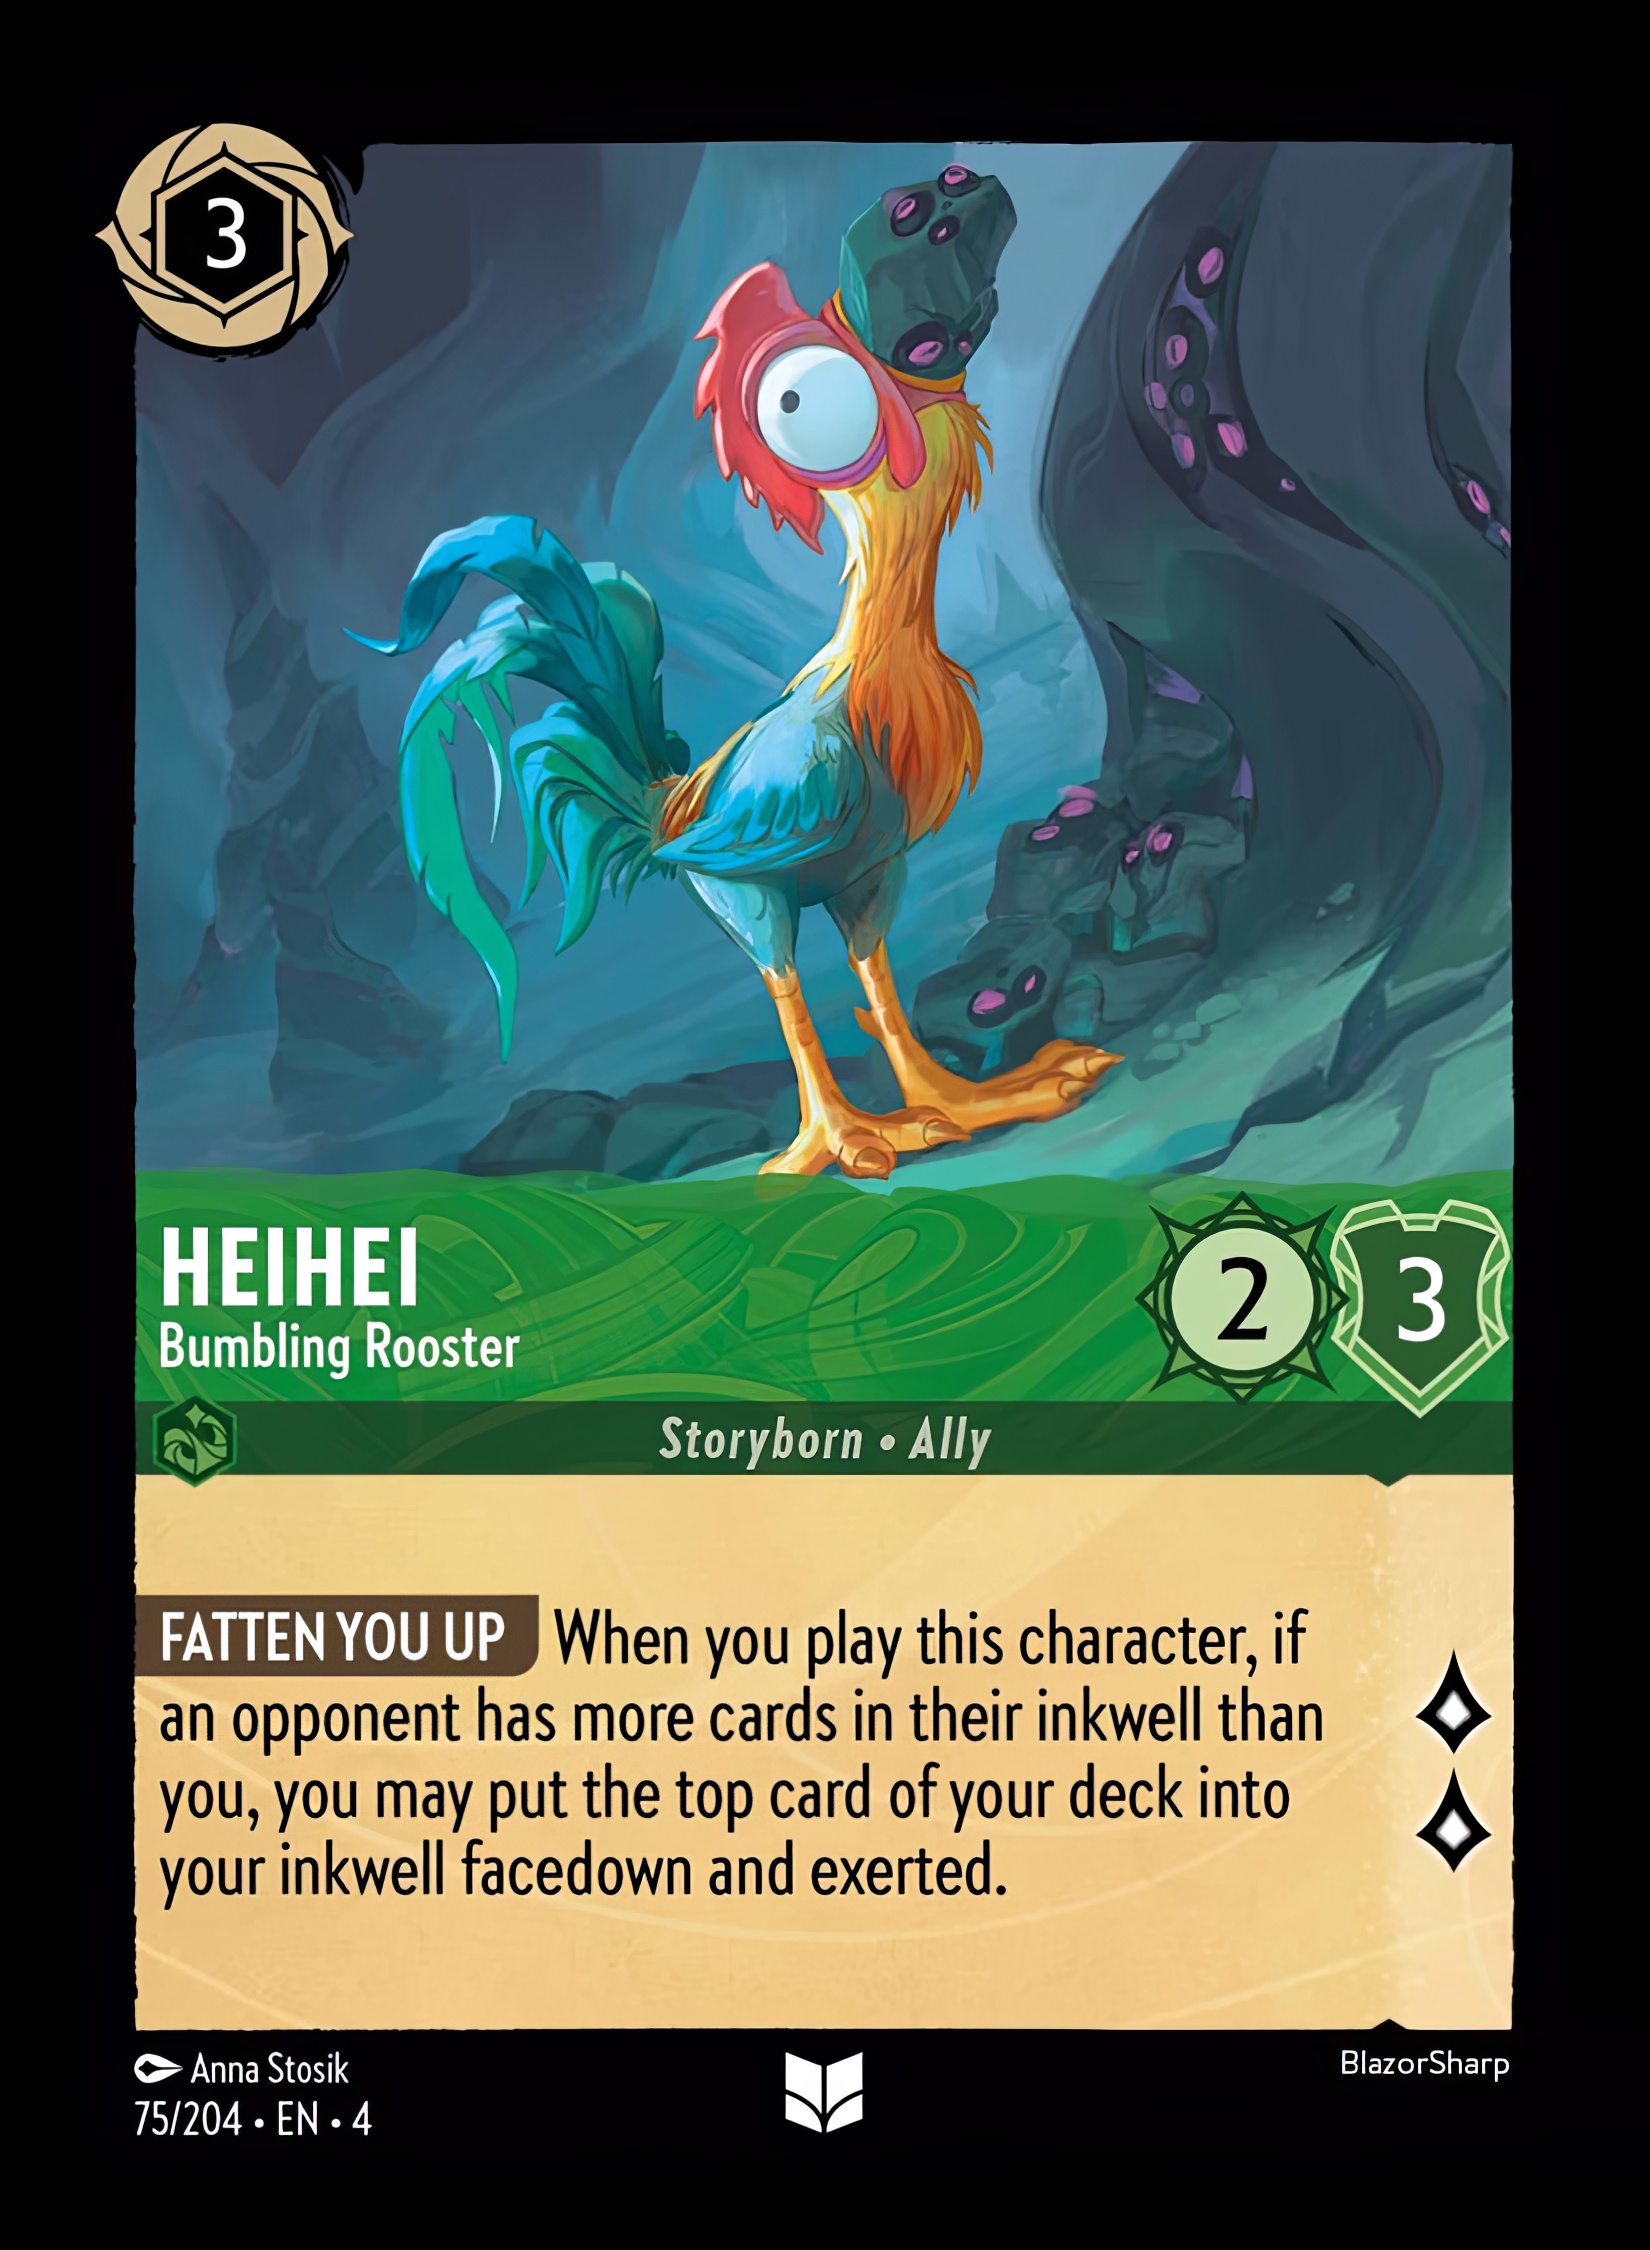 3
HEIHEI
Bumbling Rooster
2
3
Storyborn • Ally
FATTEN YOU UP When you play this character, if
an opponent has more cards in their inkwell than
you, you may put the top card of your deck into
your inkwell facedown and exerted.
Anna Stosik
BlazorSharp
75/204 • EN • 4